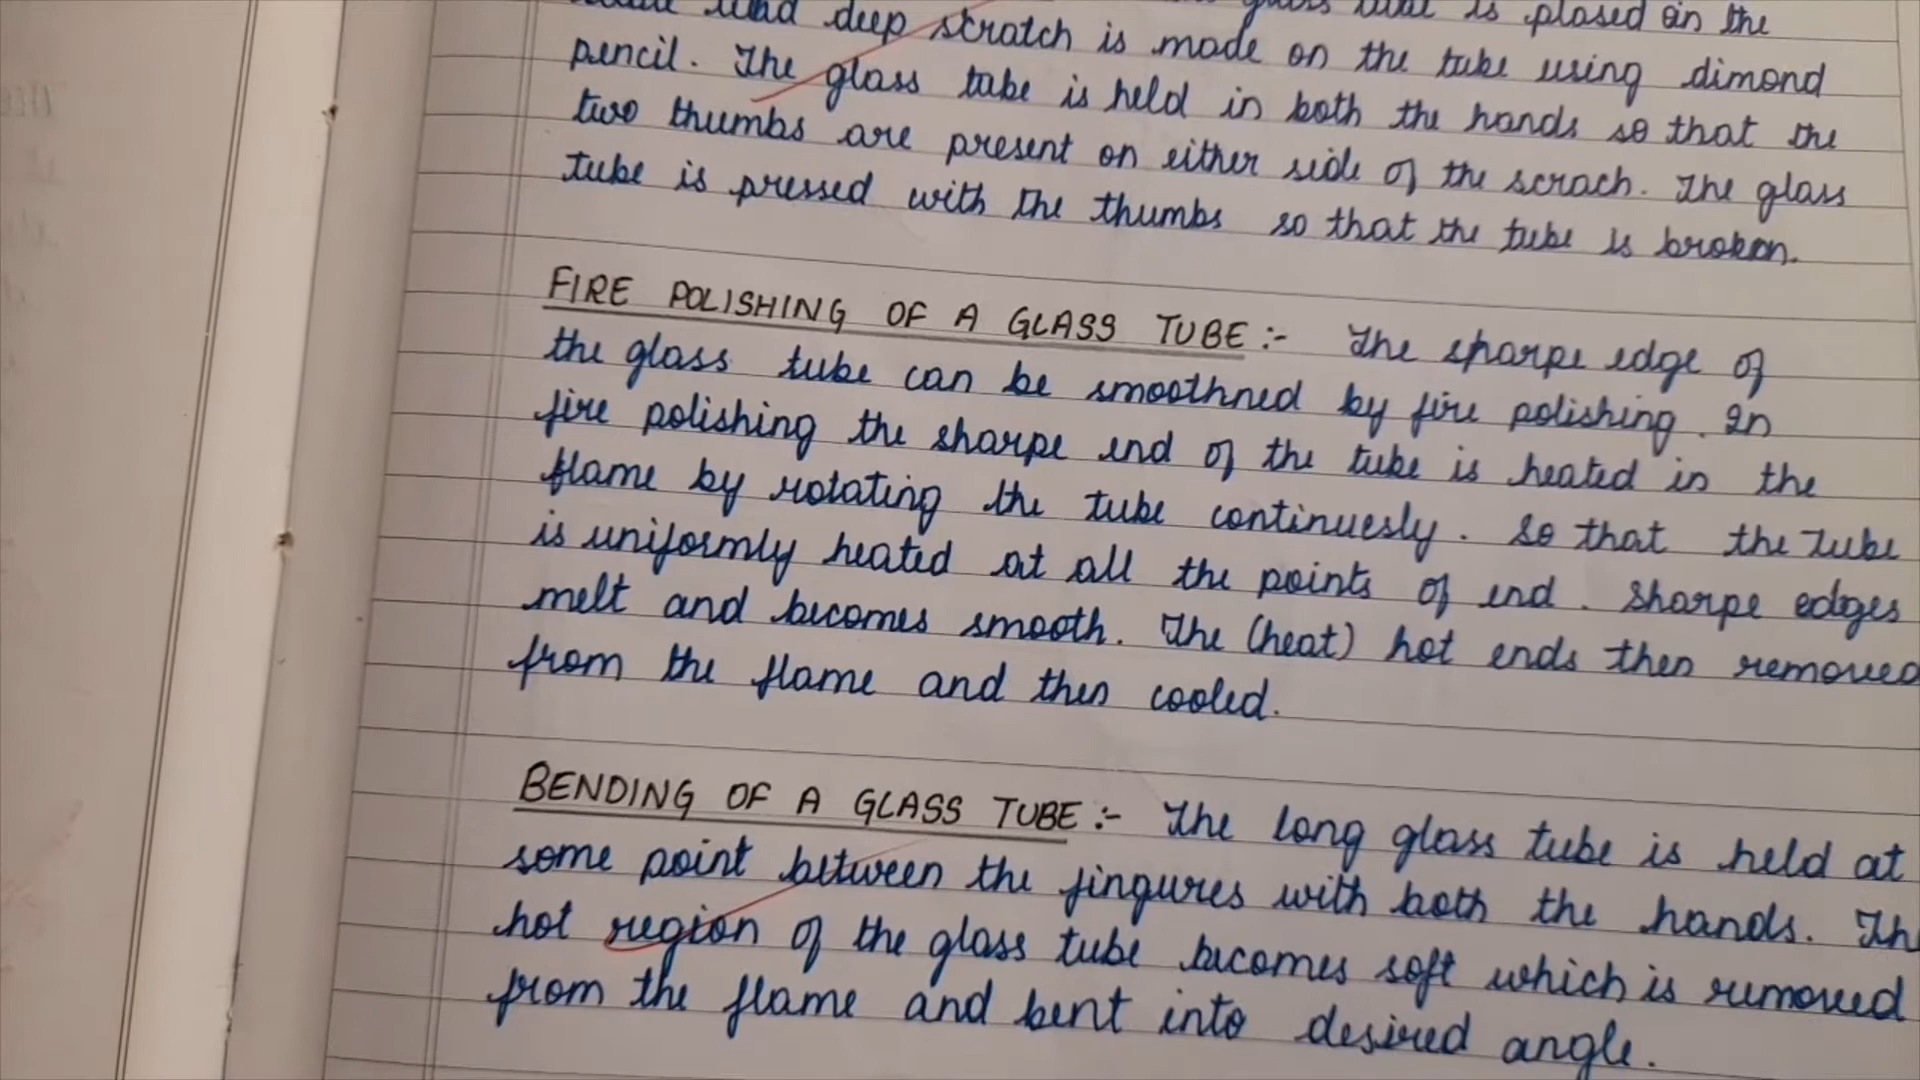 deep scratch is made on the tube using dimond
pencil. The glass tube is held in both the hands so that the
two thumbs are present on either side of the scrach. The glass
tube is pressed with the thumbs so that the tube is broken.
FIRE POLISHING OF A GLASS TUBE :- The sharpe edge of
the glass tube can be smoothned by fire polishing. In
fire polishing the sharpe end of the tube is heated in the
flame by rotating the tube continuesly. So that the tube
is uniformly heated at all the points of end. Sharpe edges
melt and becomes smooth. The (heat) hot ends then removed
from the flame and then cooled.
BENDING OF A GLASS TUBE :- The long glass tube is held at
some point between the fingures with both the hands. Th
hot region of the glass tube becomes soft which is removed
from the flame and bent into desired angle.